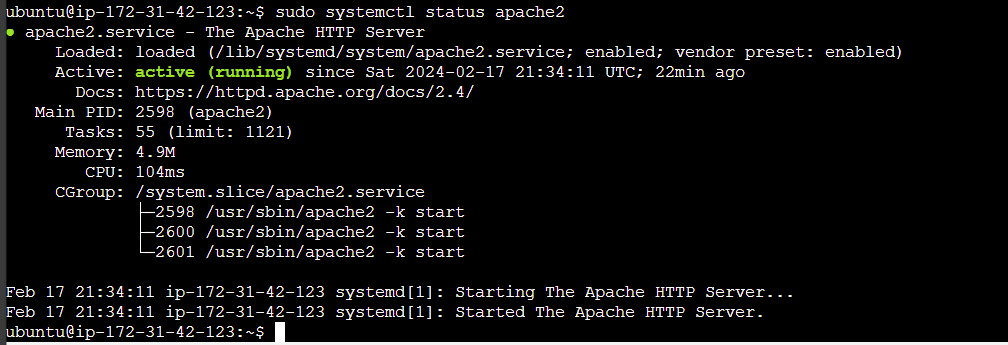 ubuntu@ip-172-31-42-123:~$ sudo systemctl status apache2
● apache2.service - The Apache HTTP Server
     Loaded: loaded (/lib/systemd/system/apache2.service; enabled; vendor preset: enabled)
     Active: active (running) since Sat 2024-02-17 21:34:11 UTC; 22min ago
       Docs: https://httpd.apache.org/docs/2.4/
   Main PID: 2598 (apache2)
      Tasks: 55 (limit: 1121)
     Memory: 4.9M
        CPU: 104ms
     CGroup: /system.slice/apache2.service
             ├─2598 /usr/sbin/apache2 -k start
             ├─2600 /usr/sbin/apache2 -k start
             └─2601 /usr/sbin/apache2 -k start

Feb 17 21:34:11 ip-172-31-42-123 systemd[1]: Starting The Apache HTTP Server...
Feb 17 21:34:11 ip-172-31-42-123 systemd[1]: Started The Apache HTTP Server.
ubuntu@ip-172-31-42-123:~$